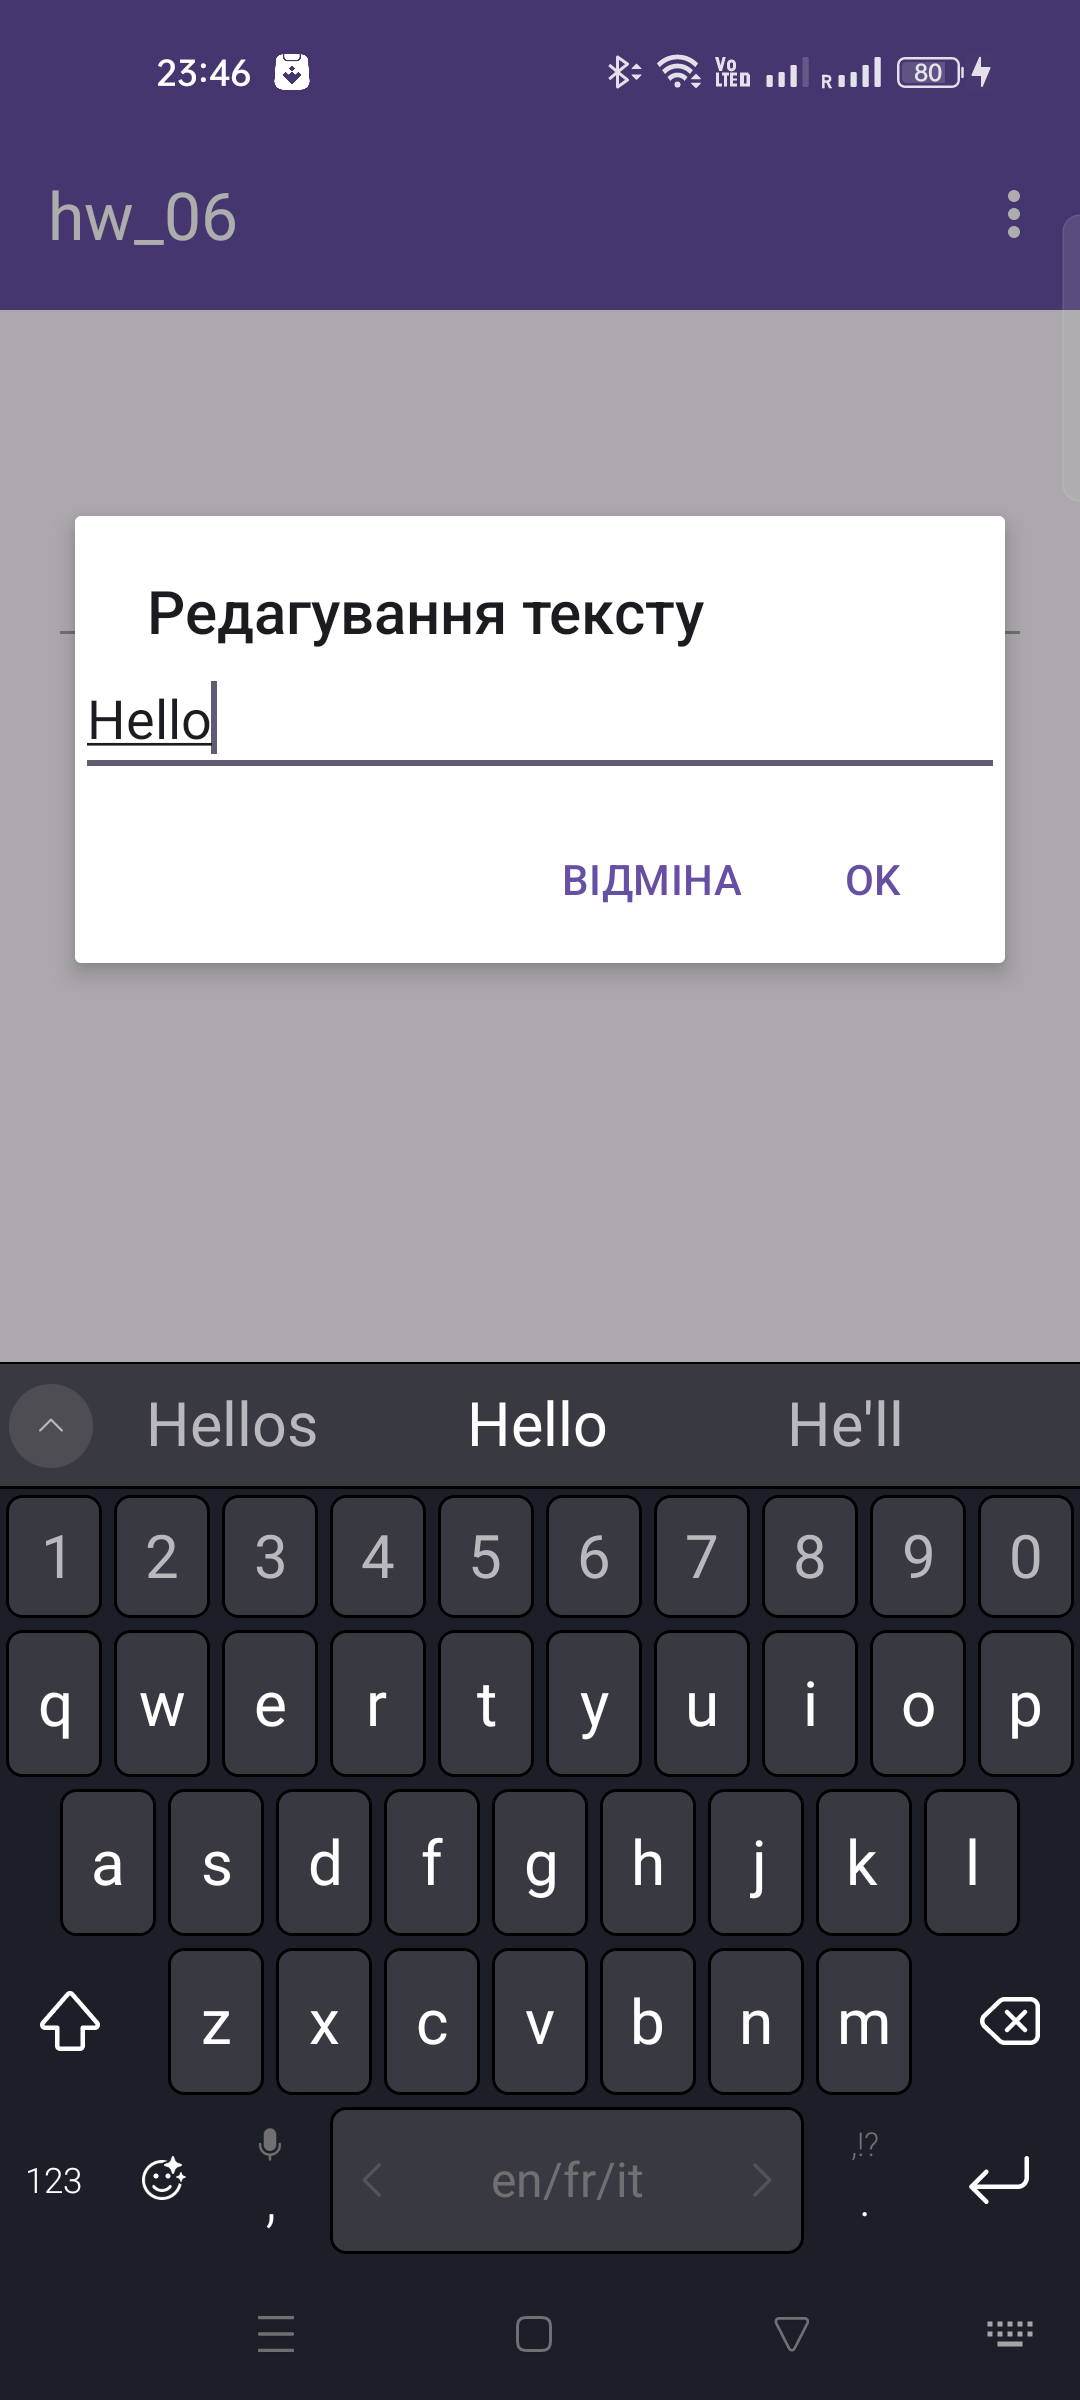 23:46 Vo LTED R 80
hw_06
Редагування тексту
Hello
ВІДМІНА OK
Hellos Hello He'll
1 2 3 4 5 6 7 8 9 0
q w e r t y u i o p
a s d f g h j k l
z x c v b n m
,!?
123 , en/fr/it .